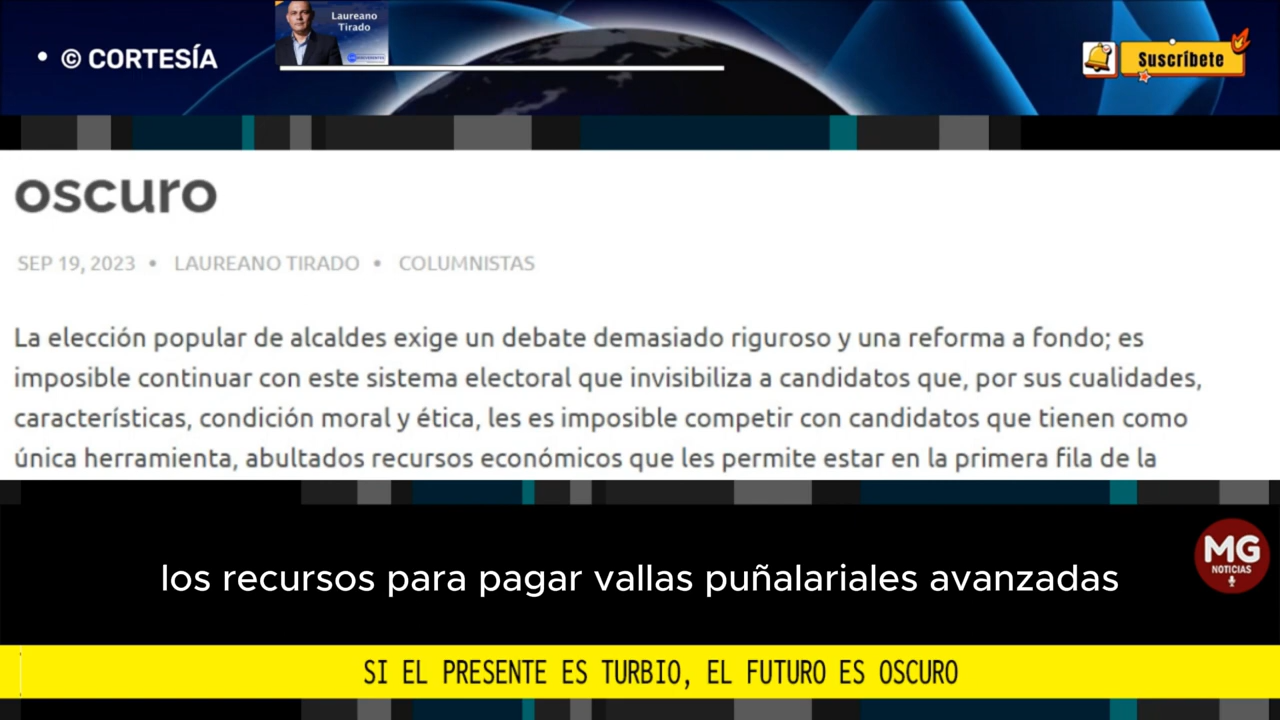 Laureano
Tirado
• © CORTESÍA
Suscríbete
oscuro
SEP 19, 2023 • LAUREANO TIRADO • COLUMNISTAS
La elección popular de alcaldes exige un debate demasiado riguroso y una reforma a fondo; es
imposible continuar con este sistema electoral que invisibiliza a candidatos que, por sus cualidades,
características, condición moral y ética, les es imposible competir con candidatos que tienen como
única herramienta, abultados recursos económicos que les permite estar en la primera fila de la
los recursos para pagar vallas puñalariales avanzadas
MG
NOTICIAS
SI EL PRESENTE ES TURBIO, EL FUTURO ES OSCURO